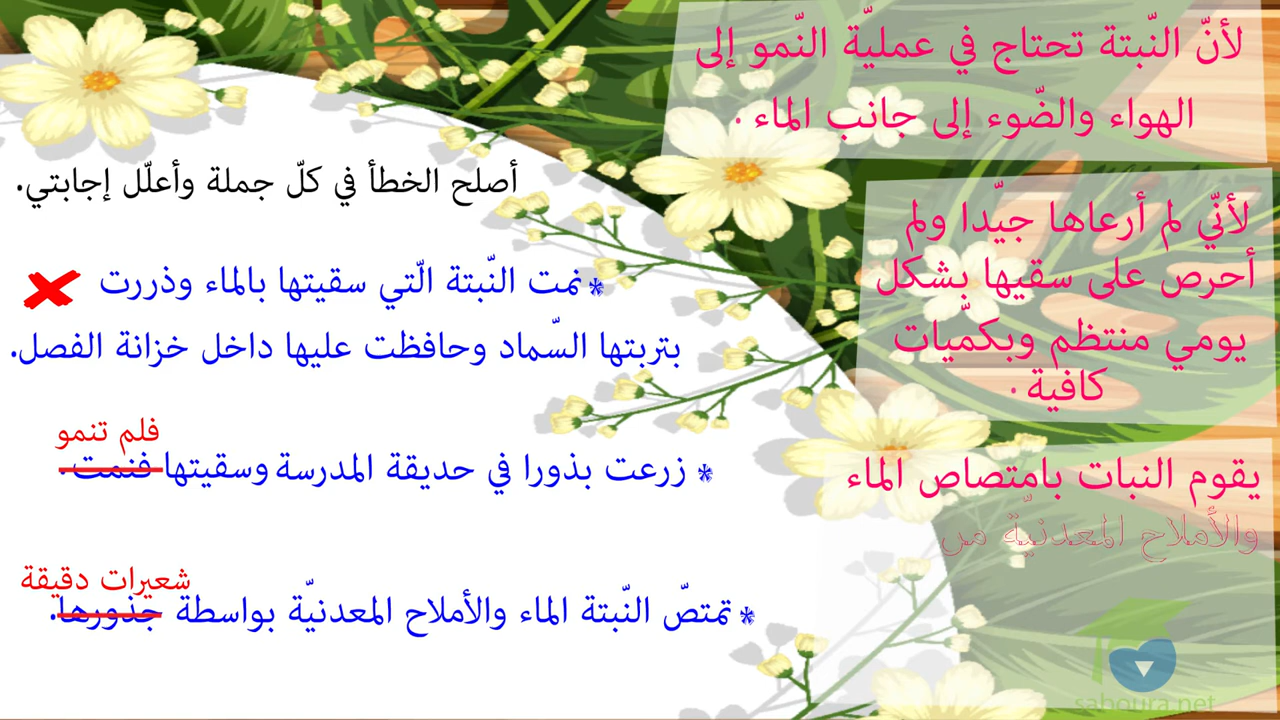 أصلح الخطأ في كلّ جملة وأعلّل إجابتي.
*نمت النّبتة الّتي سقيتها بالماء وذررت
بتربتها السّماد وحافظت عليها داخل خزانة الفصل.
لأنّ النّبتة تحتاج في عمليّة النّمو إلى
الهواء والضّوء إلى جانب الماء .
فلم تنمو
* زرعت بذورا في حديقة المدرسة وسقيتها فنمت .
لأنّي لم أرعاها جيّدا ولم
أحرص على سقيها بشكل
يومي منتظم وبكمّيات
كافية .
شعيرات دقيقة
* تمتصّ النّبتة الماء والأملاح المعدنيّة بواسطة جذورها.
يقوم النبات بامتصاص الماء
والأملاح المعدنيّة من
sahoura.net